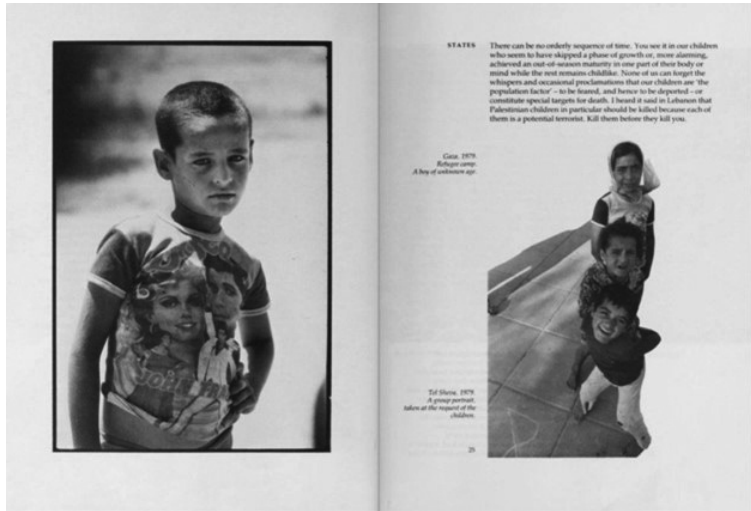 STATES
There can be no orderly sequence of time. You see it in our children
who seem to have skipped a phase of growth or, more alarming,
achieved an out-of-season maturity in one part of their body or
mind while the rest remains childlike. None of us can forget the
whispers and occasional proclamations that our children are ‘the
population factor’ – to be feared, and hence to be deported – or
constitute special targets for death. I heard it said in Lebanon that
Palestinian children in particular should be killed because each of
them is a potential terrorist. Kill them before they kill you.
Gaza, 1979.
Refugee camp.
A boy of unknown age.
Tel Sheva, 1979.
A group portrait,
taken at the request of the
children.
25